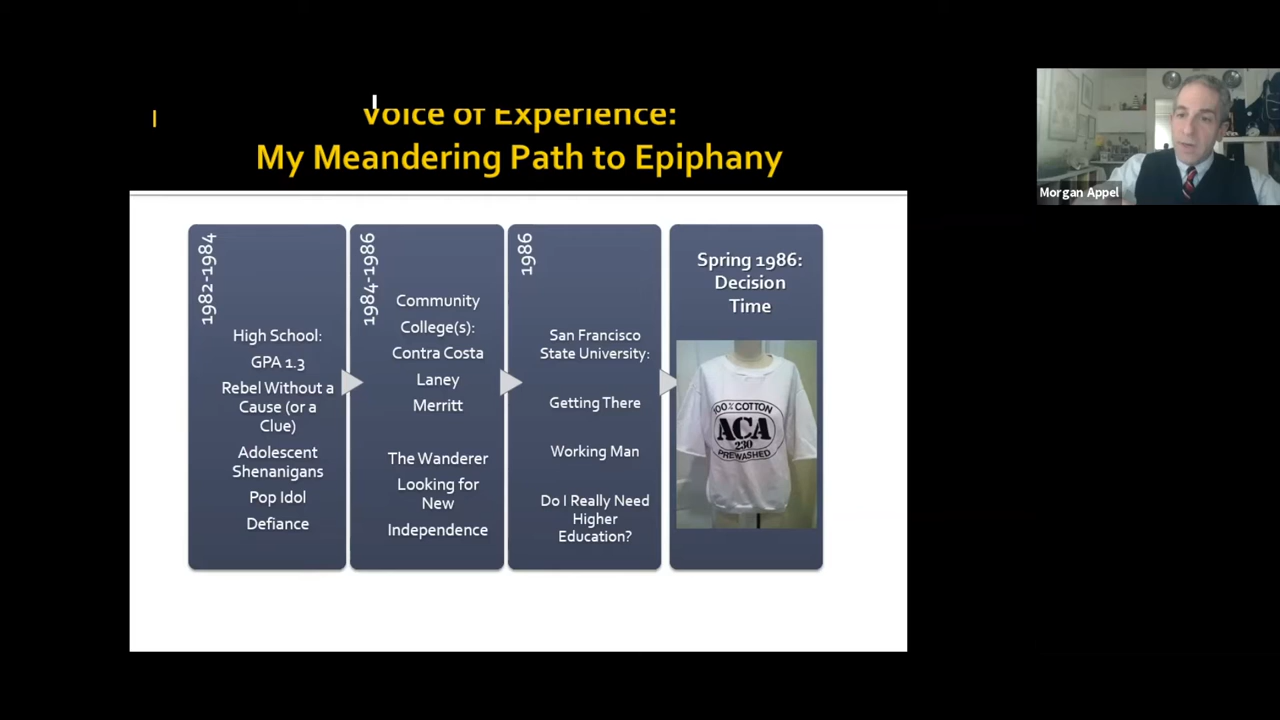 Voice of Experience:
My Meandering Path to Epiphany
1982-1984
High School:
GPA 1.3
Rebel Without a
Cause (or a
Clue)
Adolescent
Shenanigans
Pop Idol
Defiance
1984-1986
Community
College(s):
Contra Costa
Laney
Merritt
The Wanderer
Looking for
New
Independence
1986
San Francisco
State University:
Getting There
Working Man
Do I Really Need
Higher
Education?
Spring 1986:
Decision
Time
100% COTTON
ACA
230
PREWASHED
Morgan Appel